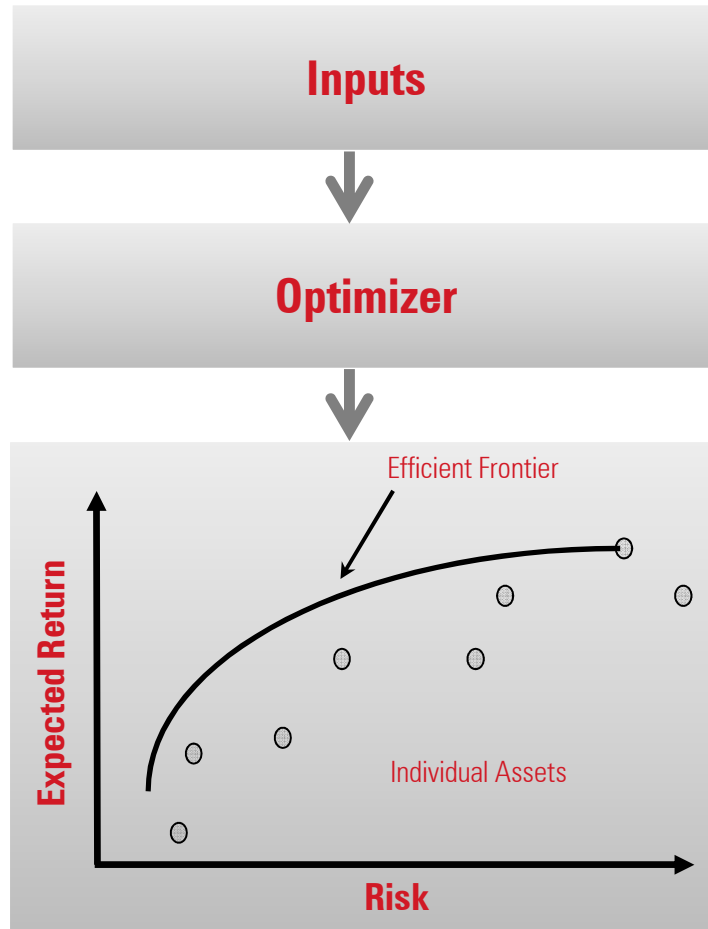 Inputs
Optimizer
Efficient Frontier
Expected Return
Individual Assets
Risk